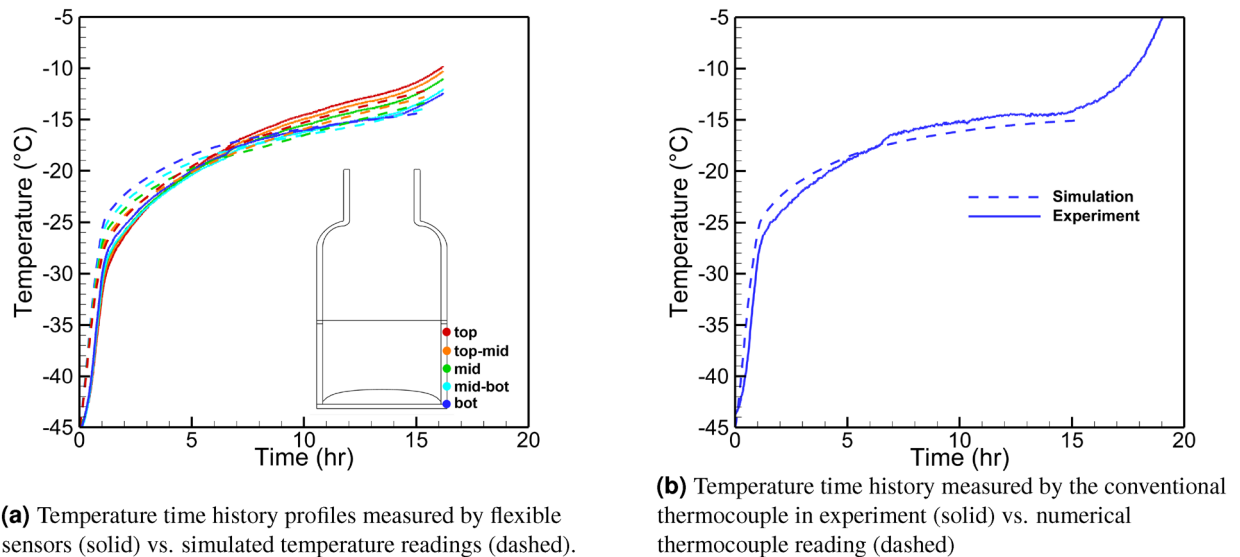 -5
-10
-15
-20
-25
-30
-35
-40
-45
0
5
10
15
20
Temperature (°C)
Time (hr)
top
top-mid
mid
mid-bot
bot
(a) Temperature time history profiles measured by flexible
sensors (solid) vs. simulated temperature readings (dashed).
-5
-10
-15
-20
-25
-30
-35
-40
-45
0
5
10
15
20
Temperature (°C)
Time (hr)
Simulation
Experiment
(b) Temperature time history measured by the conventional
thermocouple in experiment (solid) vs. numerical
thermocouple reading (dashed)